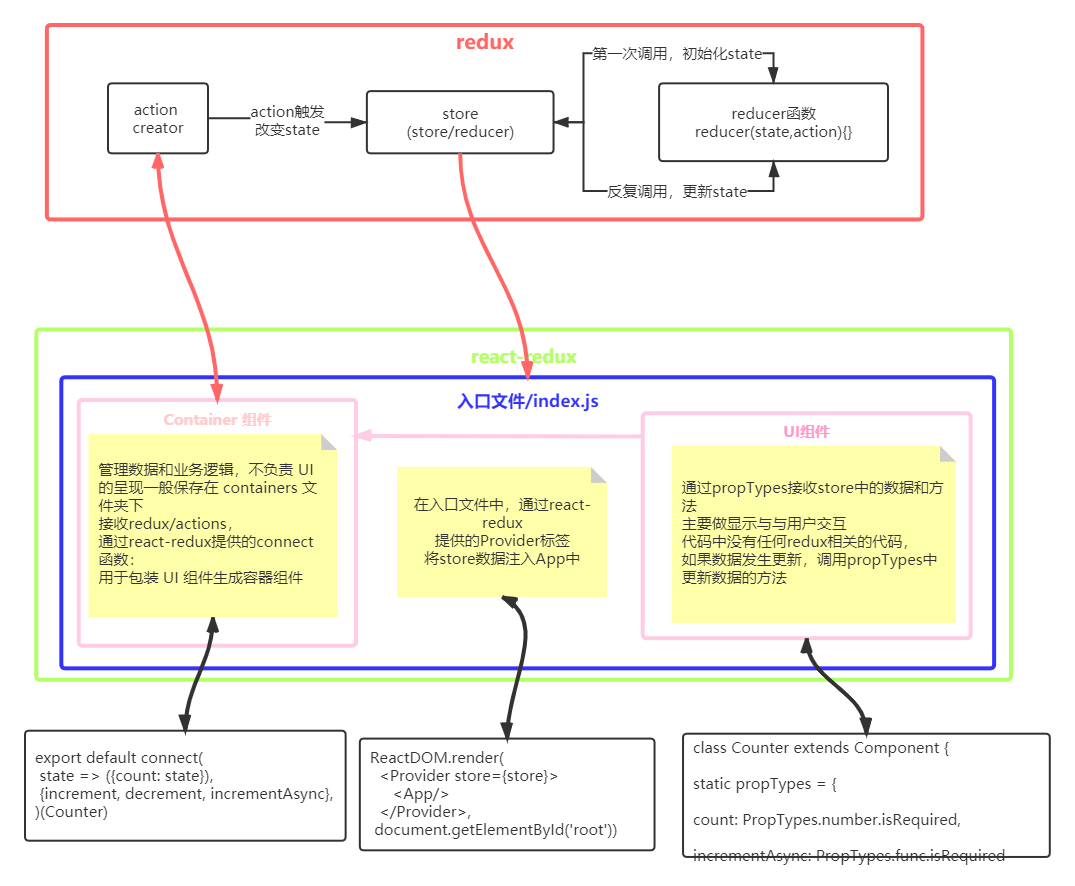 redux
第一次调用，初始化state
action
creator
action触发
改变state
store
(store/reducer)
reducer函数
reducer(state,action){}
反复调用，更新state
react-redux
入口文件/index.js
Container 组件
管理数据和业务逻辑，不负责 UI
的呈现一般保存在 containers 文
件夹下
接收redux/actions，
通过react-redux提供的connect
函数：
用于包装 UI 组件生成容器组件
在入口文件中，通过react-
redux
提供的Provider标签
将store数据注入App中
UI组件
通过propTypes接收store中的数据和方
法
主要做显示与与用户交互
代码中没有任何redux相关的代码，
如果数据发生更新，调用propTypes中
更新数据的方法
export default connect(
state => ({count: state}),
{increment, decrement, incrementAsync},
)(Counter)
ReactDOM.render(
<Provider store={store}>
<App/>
</Provider>,
document.getElementById('root'))
class Counter extends Component {
static propTypes = {
count: PropTypes.number.isRequired,
incrementAsync: PropTypes.func.isRequired